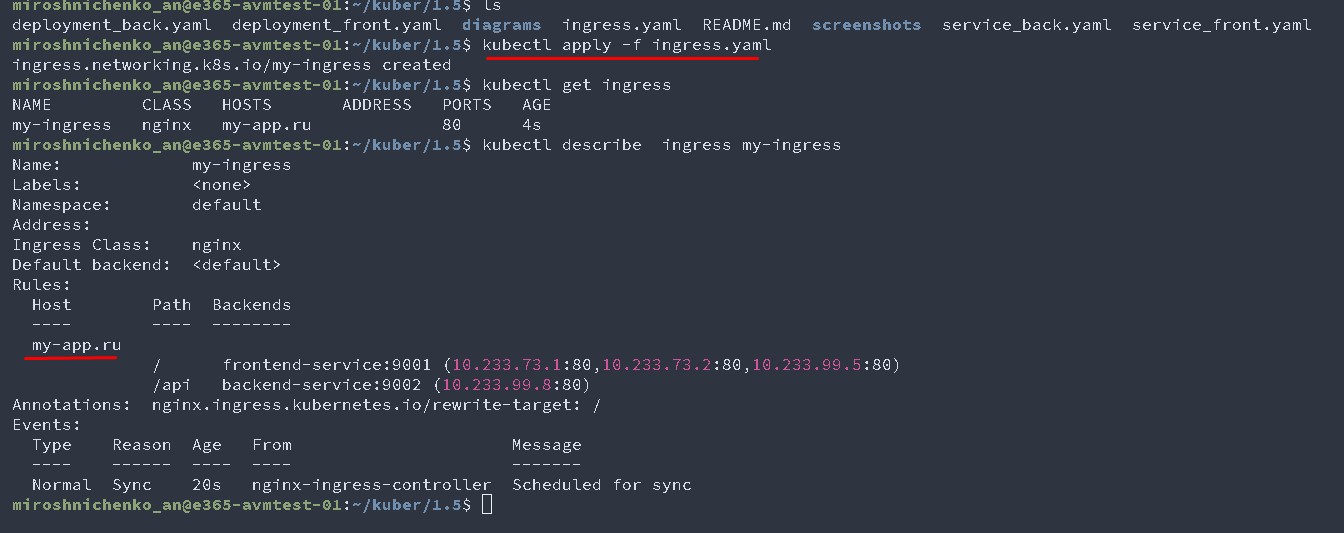 miroshnichenko_an@e365-avmtest-01:~/kuber/1.5$ ls
deployment_back.yaml  deployment_front.yaml  diagrams  ingress.yaml  README.md  screenshots  service_back.yaml  service_front.yaml
miroshnichenko_an@e365-avmtest-01:~/kuber/1.5$ kubectl apply -f ingress.yaml
ingress.networking.k8s.io/my-ingress created
miroshnichenko_an@e365-avmtest-01:~/kuber/1.5$ kubectl get ingress
NAME         CLASS   HOSTS       ADDRESS   PORTS   AGE
my-ingress   nginx   my-app.ru             80      4s
miroshnichenko_an@e365-avmtest-01:~/kuber/1.5$ kubectl describe  ingress my-ingress
Name:             my-ingress
Labels:           <none>
Namespace:        default
Address:
Ingress Class:    nginx
Default backend:  <default>
Rules:
  Host        Path  Backends
  ----        ----  --------
  my-app.ru
              /      frontend-service:9001 (10.233.73.1:80,10.233.73.2:80,10.233.99.5:80)
              /api   backend-service:9002 (10.233.99.8:80)
Annotations:  nginx.ingress.kubernetes.io/rewrite-target: /
Events:
  Type    Reason  Age   From                      Message
  ----    ------  ----  ----                      -------
  Normal  Sync    20s   nginx-ingress-controller  Scheduled for sync
miroshnichenko_an@e365-avmtest-01:~/kuber/1.5$